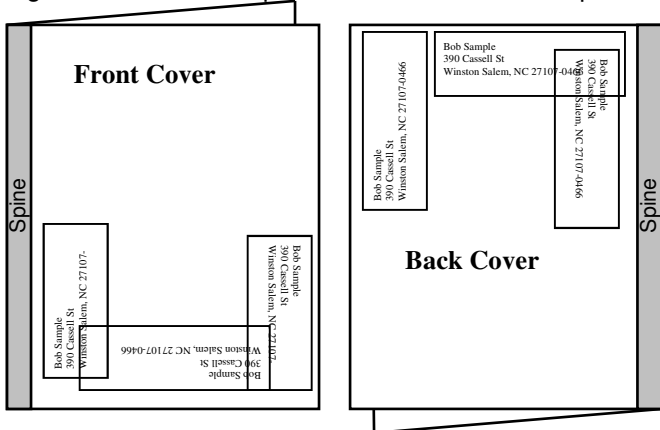 Front Cover
Spine
Bob Sample
390 Cassell St
Winston Salem, NC 27107-
Bob Sample
390 Cassell St
Winston Salem, NC 27107-
Bob Sample
390 Cassell St
Winston Salem, NC 27107-0466
Bob Sample
390 Cassell St
Winston Salem, NC 27107-0466
Bob Sample
390 Cassell St
Winston Salem, NC 27107-0466
Bob Sample
390 Cassell St
Winston Salem, NC 27107-0466
Back Cover
Spine